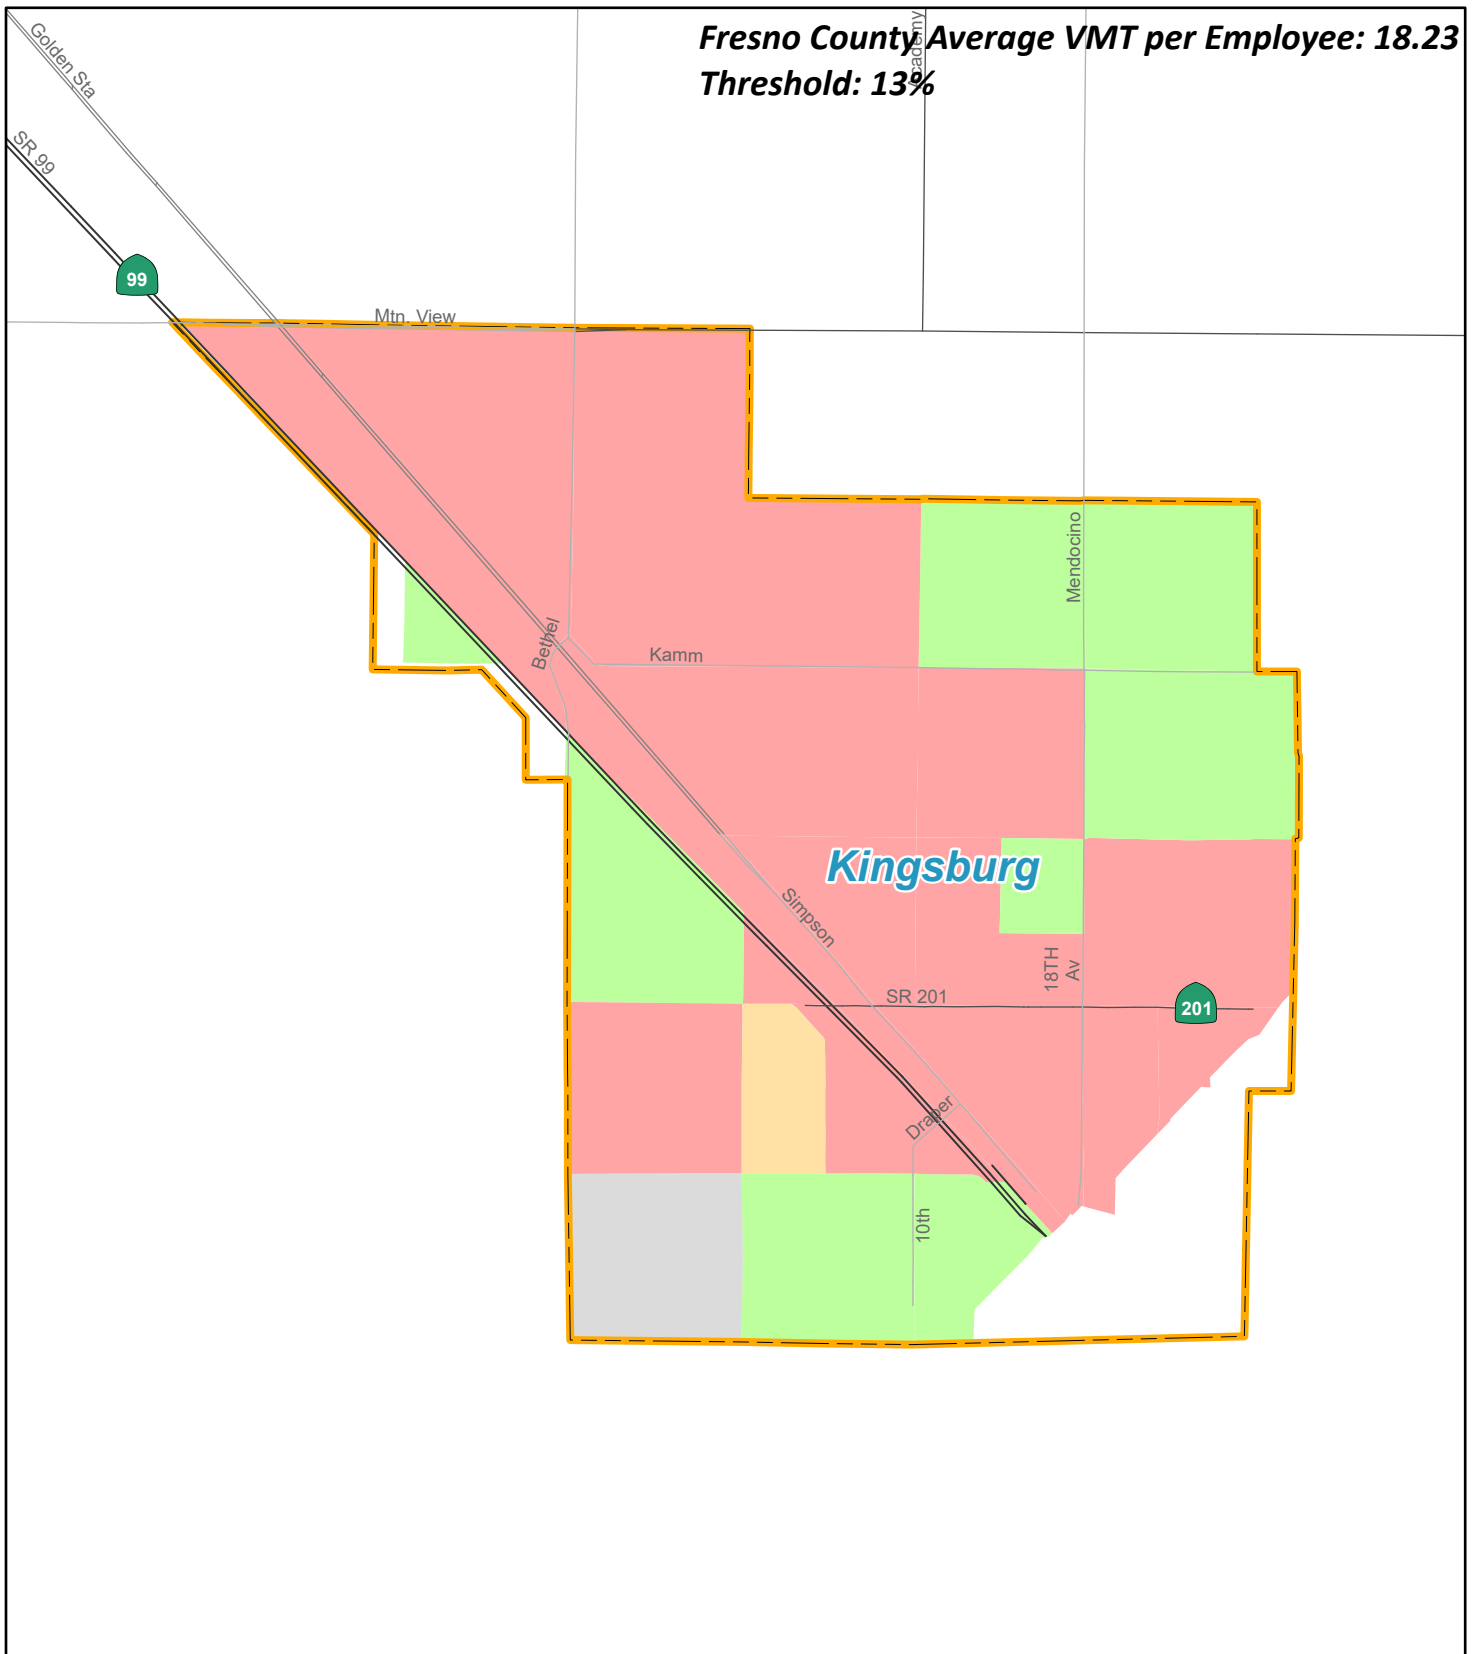 Fresno County Average VMT per Employee: 18.23
Threshold: 13%
Golden Sta
SR 99
99
Mtn. View
Mendocino
Bethel
Kamm
Kingsburg
Simpson
18TH
Av
SR 201
201
Draper
10th